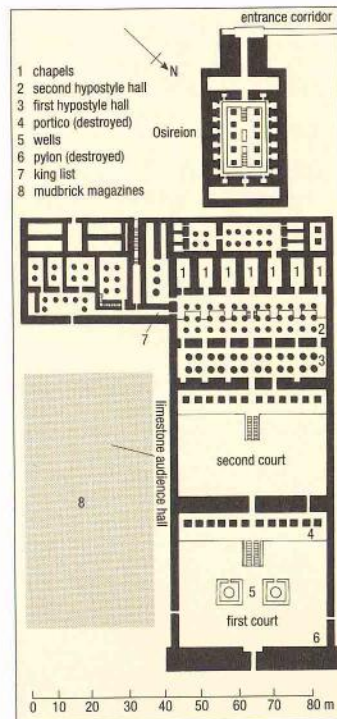 entrance corridor
N
1 chapels
2 second hypostyle hall
3 first hypostyle hall
4 portico (destroyed)
5 wells
6 pylon (destroyed)
7 king list
8 mudbrick magazines
Osireion
1 1 1 1 1 1 1
2
7
3
limestone audience hall
second court
8
4
5
first court
6
0 10 20 30 40 50 60 70 80 m